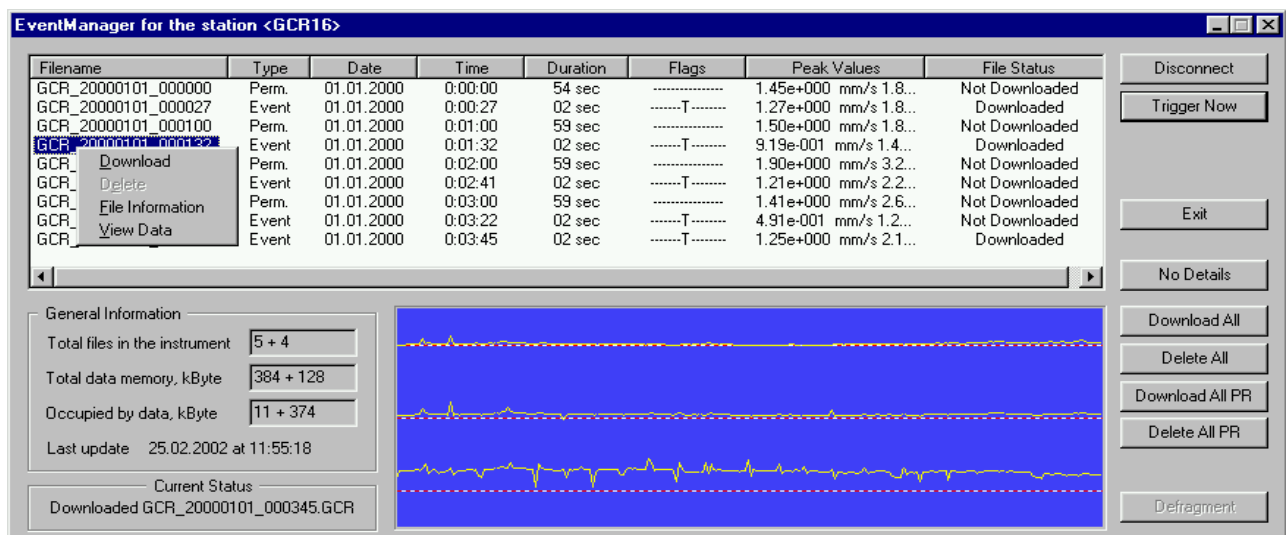 EventManager for the station <GCR16>
Filename Type Date Time Duration Flags Peak Values File Status
GCR_20000101_000000 Perm. 01.01.2000 0:00:00 54 sec --------------- 1.45e+000 mm/s 1.8... Not Downloaded
GCR_20000101_000027 Event 01.01.2000 0:00:27 02 sec -------T-------- 1.27e+000 mm/s 1.8... Downloaded
GCR_20000101_000100 Perm. 01.01.2000 0:01:00 59 sec --------------- 1.50e+000 mm/s 1.8... Not Downloaded
GCR_20000101_000132 Event 01.01.2000 0:01:32 02 sec -------T-------- 9.19e-001 mm/s 1.4... Downloaded
GCR_ Perm. 01.01.2000 0:02:00 59 sec --------------- 1.90e+000 mm/s 3.2... Not Downloaded
GCR_ Event 01.01.2000 0:02:41 02 sec -------T-------- 1.21e+000 mm/s 2.2... Not Downloaded
GCR_ Perm. 01.01.2000 0:03:00 59 sec --------------- 1.41e+000 mm/s 2.6... Not Downloaded
GCR_ Event 01.01.2000 0:03:22 02 sec -------T-------- 4.91e-001 mm/s 1.2... Not Downloaded
GCR_ Event 01.01.2000 0:03:45 02 sec -------T-------- 1.25e+000 mm/s 2.1... Downloaded
Download
Delete
File Information
View Data
Disconnect
Trigger Now
Exit
No Details
Download All
Delete All
Download All PR
Delete All PR
Defragment
General Information
Total files in the instrument 5 + 4
Total data memory, kByte 384 + 128
Occupied by data, kByte 11 + 374
Last update 25.02.2002 at 11:55:18
Current Status
Downloaded GCR_20000101_000345.GCR